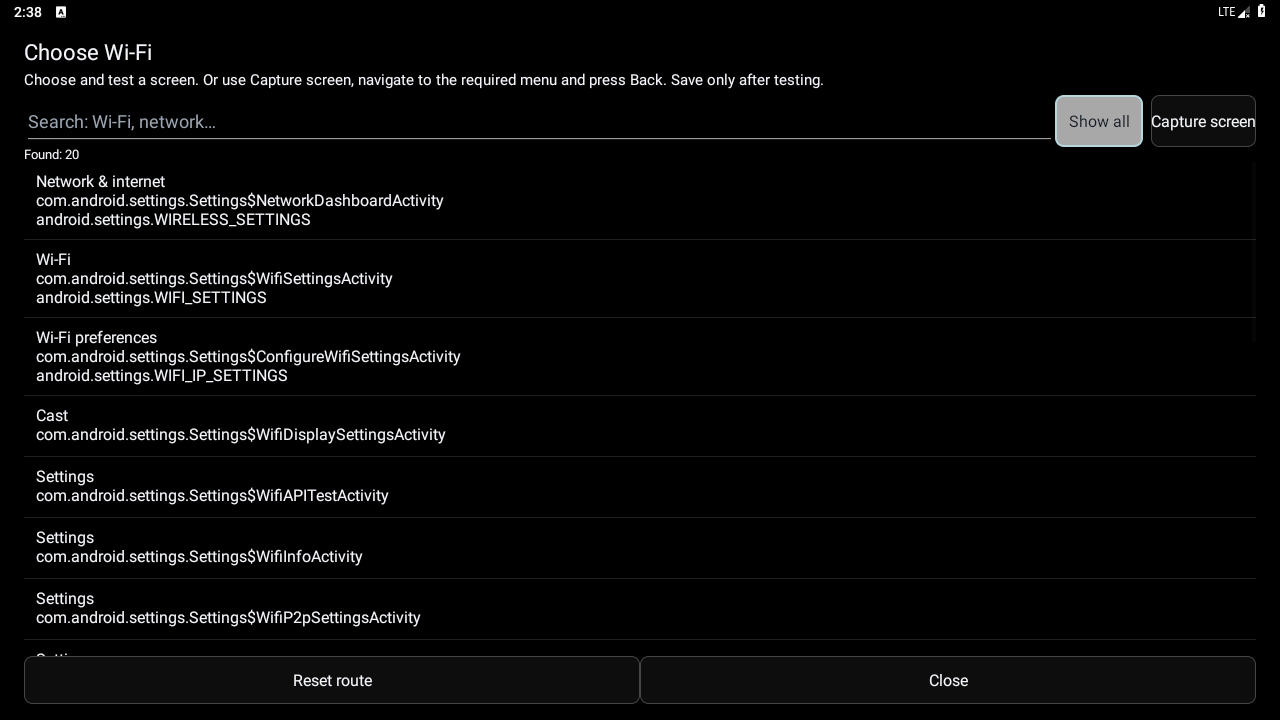 2:38
LTE
Choose Wi-Fi
Choose and test a screen. Or use Capture screen, navigate to the required menu and press Back. Save only after testing.
Search: Wi-Fi, network…
Show all
Capture screen
Found: 20
Network & internet
com.android.settings.Settings$NetworkDashboardActivity
android.settings.WIRELESS_SETTINGS
Wi-Fi
com.android.settings.Settings$WifiSettingsActivity
android.settings.WIFI_SETTINGS
Wi-Fi preferences
com.android.settings.Settings$ConfigureWifiSettingsActivity
android.settings.WIFI_IP_SETTINGS
Cast
com.android.settings.Settings$WifiDisplaySettingsActivity
Settings
com.android.settings.Settings$WifiAPITestActivity
Settings
com.android.settings.Settings$WifiInfoActivity
Settings
com.android.settings.Settings$WifiP2pSettingsActivity
Reset route
Close